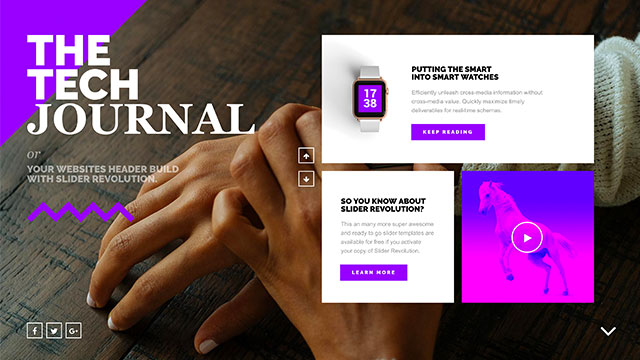 THE
TECH
JOURNAL
or
YOUR WEBSITES HEADER BUILD
WITH SLIDER REVOLUTION.
PUTTING THE SMART
INTO SMART WATCHES
Efficiently unleash cross-media information without
cross-media value. Quickly maximize timely
deliverables for real-time schemas.
KEEP READING
17
38
SO YOU KNOW ABOUT
SLIDER REVOLUTION?
This an many more super awesome
and ready to go slider templates are
available for free if you activate
your copy of Slider Revolution.
LEARN MORE
f
G+